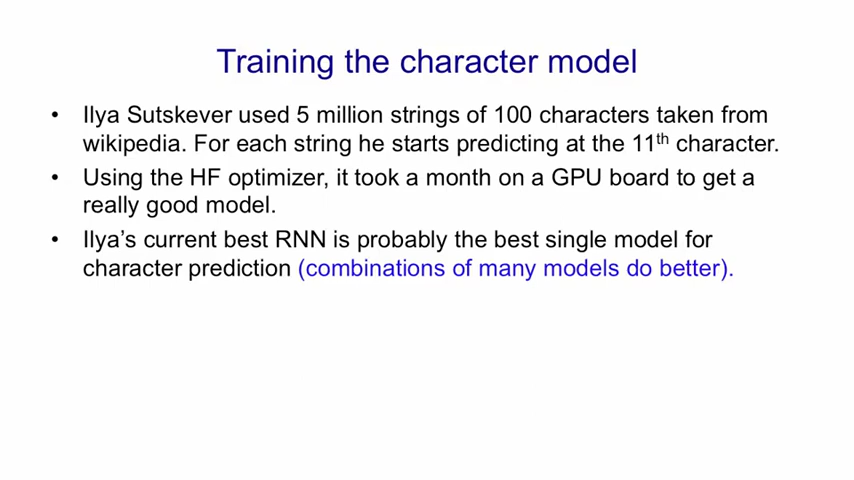 Training the character model
• Ilya Sutskever used 5 million strings of 100 characters taken from
wikipedia. For each string he starts predicting at the 11th character.
• Using the HF optimizer, it took a month on a GPU board to get a
really good model.
• Ilya’s current best RNN is probably the best single model for
character prediction (combinations of many models do better).